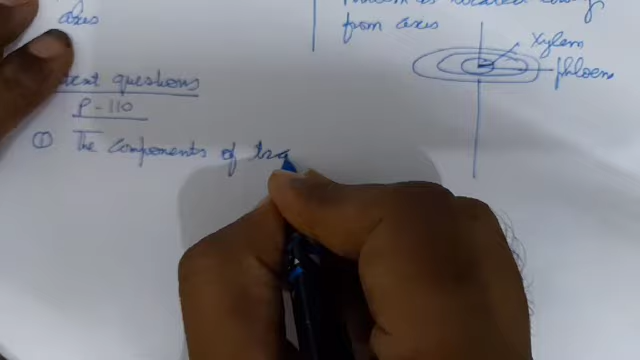 axis
from axis
Xylem
phloem
text questions
P-110
① The components of tra